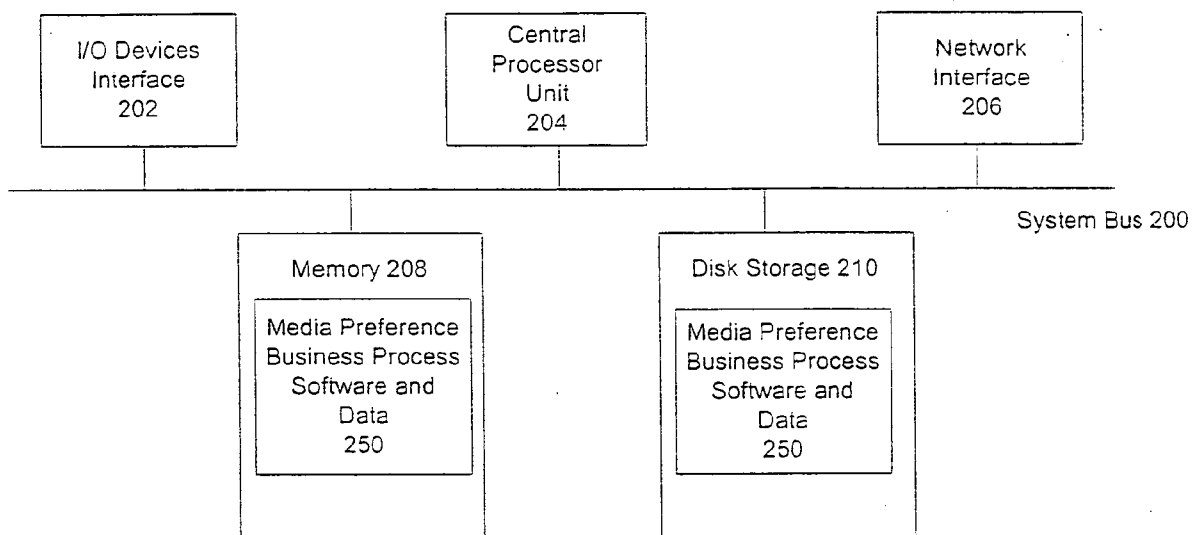 I/O Devices
Interface
202
Central
Processor
Unit
204
Network
Interface
206
System Bus 200
Memory 208
Media Preference
Business Process
Software and
Data
250
Disk Storage 210
Media Preference
Business Process
Software and
Data
250